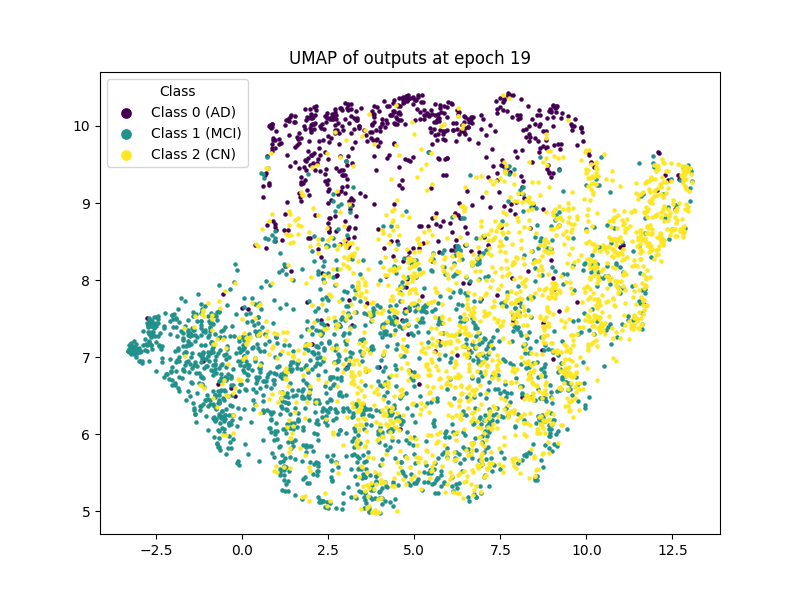 UMAP of outputs at epoch 19
Class
Class 0 (AD)
Class 1 (MCI)
Class 2 (CN)
10
9
8
7
6
5
−2.5 0.0 2.5 5.0 7.5 10.0 12.5